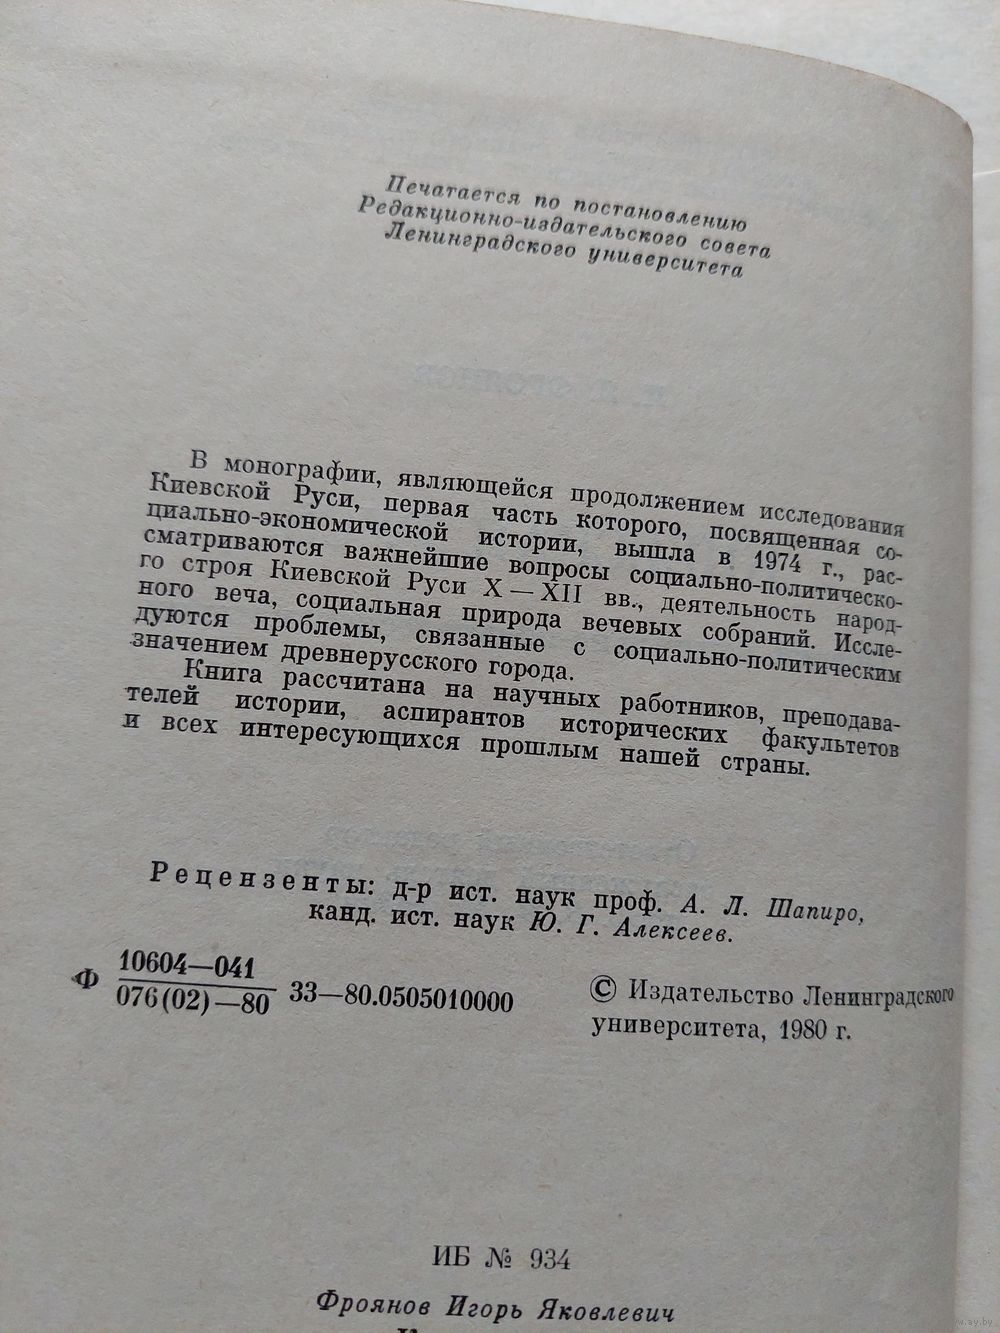 Печатается по постановлению
Редакционно-издательского совета
Ленинградского университета
В монографии, являющейся продолжением исследования
Киевской Руси, первая часть которого, посвященная со-
циально-экономической истории, вышла в 1974 г., рас-
сматриваются важнейшие вопросы социально-политическо-
го строя Киевской Руси X — XII вв., деятельность народ-
ного веча, социальная природа вечевых собраний. Иссле-
дуются проблемы, связанные с социально-политическим
значением древнерусского города.
Книга рассчитана на научных работников, преподава-
телей истории, аспирантов исторических факультетов
и всех интересующихся прошлым нашей страны.
Рецензенты: д-р ист. наук проф. А. Л. Шапиро,
канд. ист. наук Ю. Г. Алексеев.
Ф 10604—041
076(02)—80 33—80.0505010000
© Издательство Ленинградского
университета, 1980 г.
ИБ № 934
Фроянов Игорь Яковлевич